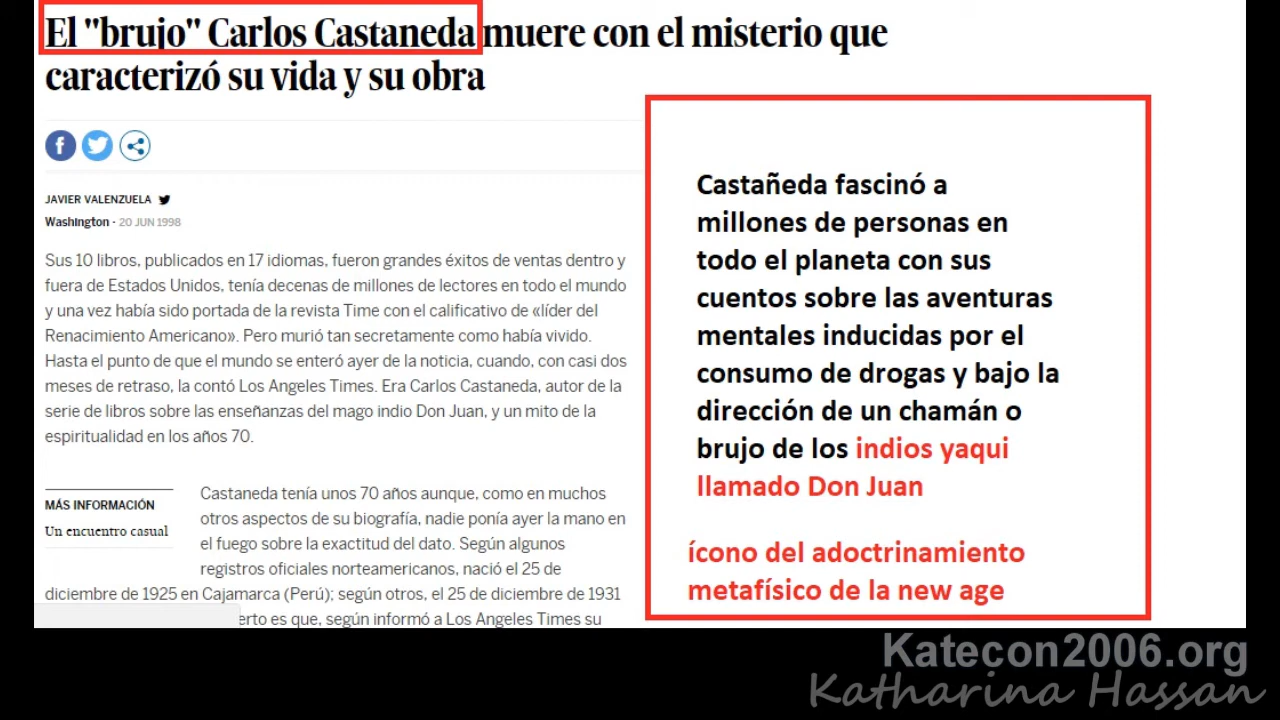 El "brujo" Carlos Castaneda muere con el misterio que
caracterizó su vida y su obra
JAVIER VALENZUELA
Washington - 20 JUN 1998
Sus 10 libros, publicados en 17 idiomas, fueron grandes éxitos de ventas dentro y
fuera de Estados Unidos, tenía decenas de millones de lectores en todo el mundo
y una vez había sido portada de la revista Time con el calificativo de «líder del
Renacimiento Americano». Pero murió tan secretamente como había vivido.
Hasta el punto de que el mundo se enteró ayer de la noticia, cuando, con casi dos
meses de retraso, la contó Los Angeles Times. Era Carlos Castaneda, autor de la
serie de libros sobre las enseñanzas del mago indio Don Juan, y un mito de la
espiritualidad en los años 70.
MÁS INFORMACIÓN
Un encuentro casual
Castaneda tenía unos 70 años aunque, como en muchos
otros aspectos de su biografía, nadie ponía ayer la mano en
el fuego sobre la exactitud del dato. Según algunos
registros oficiales norteamericanos, nació el 25 de
diciembre de 1925 en Cajamarca (Perú); según otros, el 25 de diciembre de 1931
erto es que, según informó a Los Angeles Times su
Castañeda fascinó a
millones de personas en
todo el planeta con sus
cuentos sobre las aventuras
mentales inducidas por el
consumo de drogas y bajo la
dirección de un chamán o
brujo de los indios yaqui
llamado Don Juan
ícono del adoctrinamiento
metafísico de la new age
Katecon2006.org
Katharina Hassan